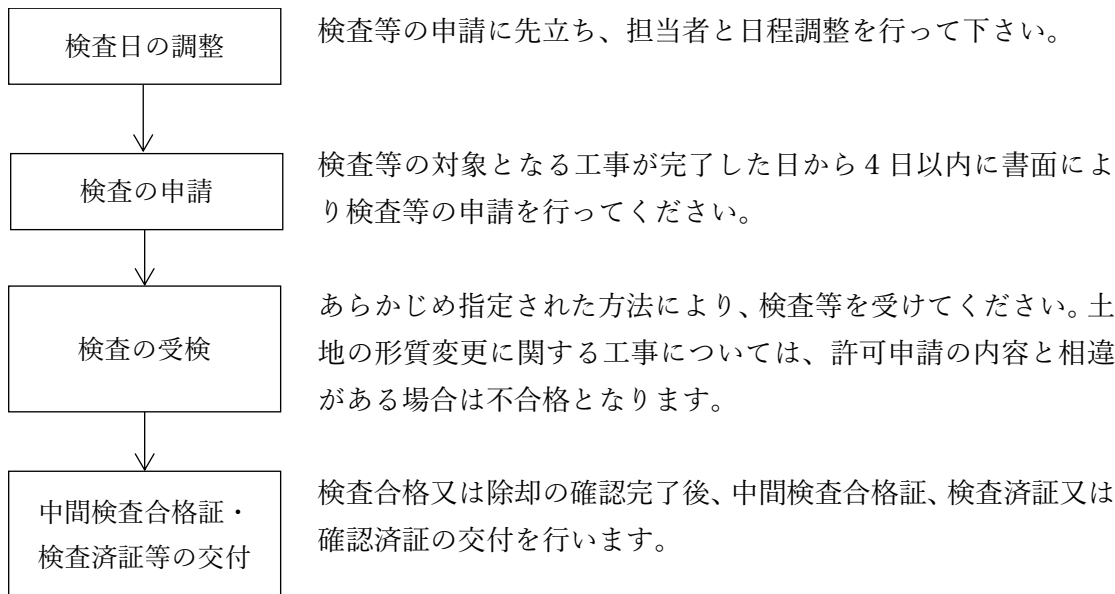 検査日の調整
検査等の申請に先立ち、担当者と日程調整を行って下さい。
検査の申請
検査等の対象となる工事が完了した日から４日以内に書面によ
り検査等の申請を行ってください。
検査の受検
あらかじめ指定された方法により、検査等を受けてください。土
地の形質変更に関する工事については、許可申請の内容と相違
がある場合は不合格となります。
中間検査合格証・
検査済証等の交付
検査合格又は除却の確認完了後、中間検査合格証、検査済証又は
確認済証の交付を行います。